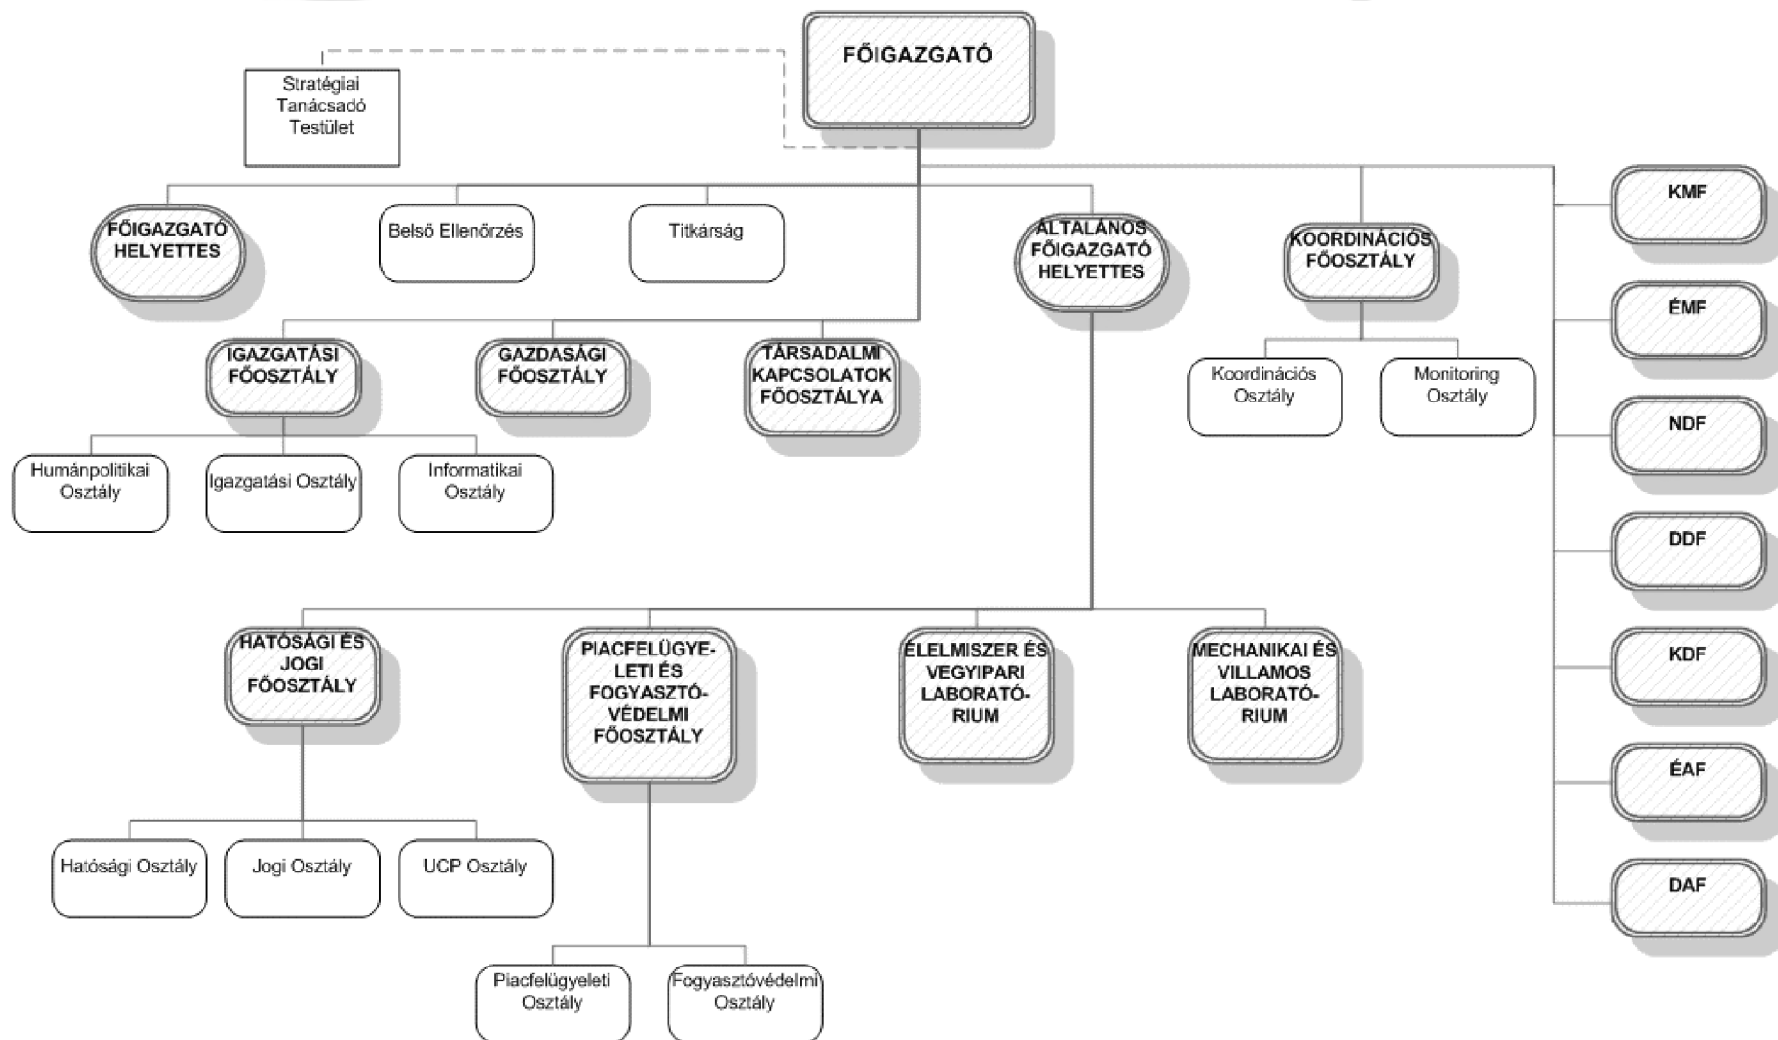 FŐIGAZGATÓ
Stratégiai
Tanácsadó
Testület
FŐIGAZGATÓ
HELYETTES
Belső Ellenőrzés
Titkárság
ÁLTALÁNOS
FŐIGAZGATÓ
HELYETTES
KOORDINÁCIÓS
FŐOSZTÁLY
IGAZGATÁSI
FŐOSZTÁLY
GAZDASÁGI
FŐOSZTÁLY
TÁRSADALMI
KAPCSOLATOK
FŐOSZTÁLYA
Koordinációs
Osztály
Monitoring
Osztály
Humánpolitikai
Osztály
Igazgatási Osztály
Informatikai
Osztály
HATÓSÁGI ÉS
JOGI
FŐOSZTÁLY
PIACFELÜGYE-
LETI ÉS
FOGYASZTÓ-
VÉDELMI
FŐOSZTÁLY
ÉLELMISZER ÉS
VEGYIPARI
LABORATÓ-
RIUM
MECHANIKAI ÉS
VILLAMOS
LABORATÓ-
RIUM
Hatósági Osztály
Jogi Osztály
UCP Osztály
Piacfelügyeleti
Osztály
Fogyasztóvédelmi
Osztály
KMF
ÉMF
NDF
DDF
KDF
ÉAF
DAF